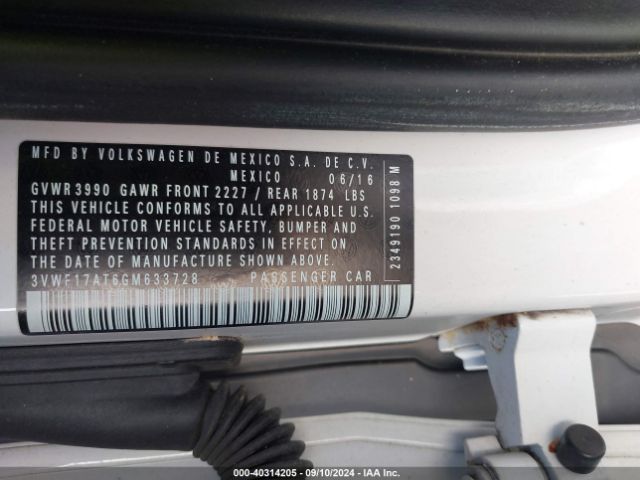 MFD BY VOLKSWAGEN DE MEXICO S.A. DE C.V.
MEXICO 06/16
GVWR3990 GAWR FRONT 2227 / REAR 1874 LBS
THIS VEHICLE CONFORMS TO ALL APPLICABLE U.S.
FEDERAL MOTOR VEHICLE SAFETY, BUMPER AND
THEFT PREVENTION STANDARDS IN EFFECT ON
THE DATE OF MANUFACTURE SHOWN ABOVE.
3VWF17AT6GM633728 PASSENGER CAR
2349190 1098 M
000-40314205 - 09/10/2024 - IAA Inc.